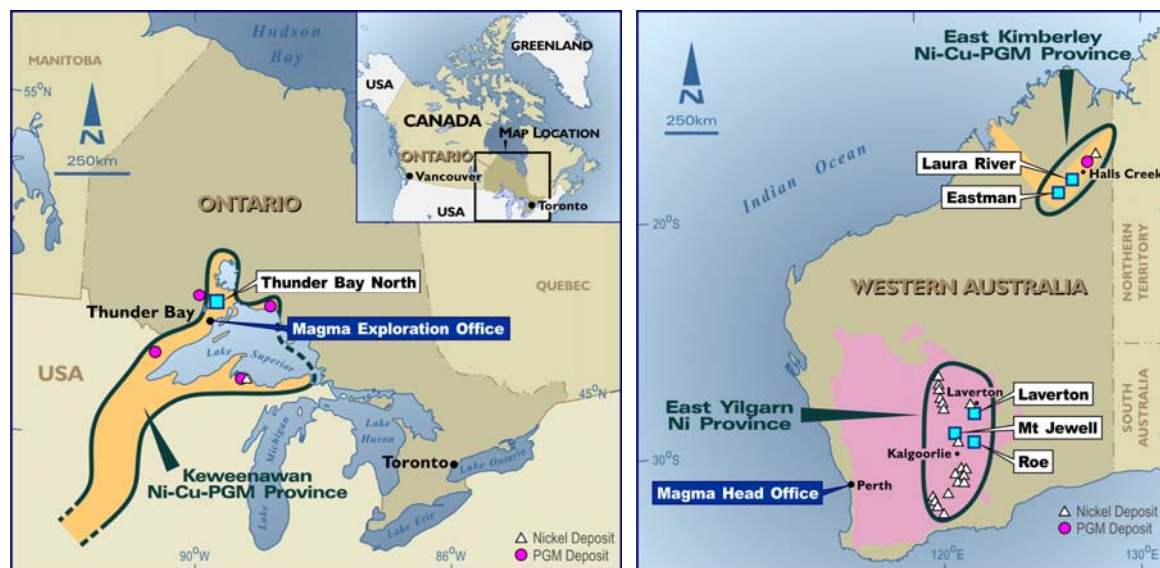 Hudson
Bay
MANITOBA
55°N
N
250km
GREENLAND
USA
CANADA
MAP LOCATION
ONTARIO
Vancouver
USA
Toronto
ONTARIO
Thunder Bay North
Thunder Bay
Magma Exploration Office
QUEBEC
USA
Lake Superior
45°N
Lake Michigan
Lake
Huron
Toronto
Lake Ontario
Lake Erie
Keweenawan
Ni-Cu-PGM Province
90°W
86°W
Nickel Deposit
PGM Deposit
East Kimberley
Ni-Cu-PGM
Province
N
250km
Indian Ocean
Laura River
Halls Creek
Eastman
20°S
NORTHERN
TERRITORY
WESTERN AUSTRALIA
SOUTH
AUSTRALIA
East Yilgarn
Ni Province
Laverton
Laverton
Mt Jewell
Kalgoorlie
Roe
30°S
Magma Head Office
Perth
Nickel Deposit
PGM Deposit
120°E
130°E